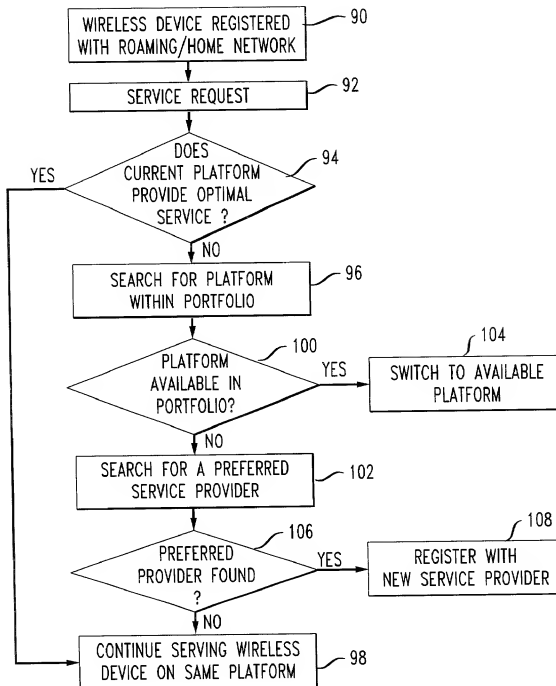 WIRELESS DEVICE REGISTERED
WITH ROAMING/HOME NETWORK
90
SERVICE REQUEST
92
DOES
CURRENT PLATFORM
PROVIDE OPTIMAL
SERVICE ?
94
YES
NO
SEARCH FOR PLATFORM
WITHIN PORTFOLIO
96
PLATFORM
AVAILABLE IN
PORTFOLIO?
100
YES
SWITCH TO AVAILABLE
PLATFORM
104
NO
SEARCH FOR A PREFERRED
SERVICE PROVIDER
102
PREFERRED
PROVIDER FOUND
?
106
YES
REGISTER WITH
NEW SERVICE PROVIDER
108
NO
CONTINUE SERVING WIRELESS
DEVICE ON SAME PLATFORM
98